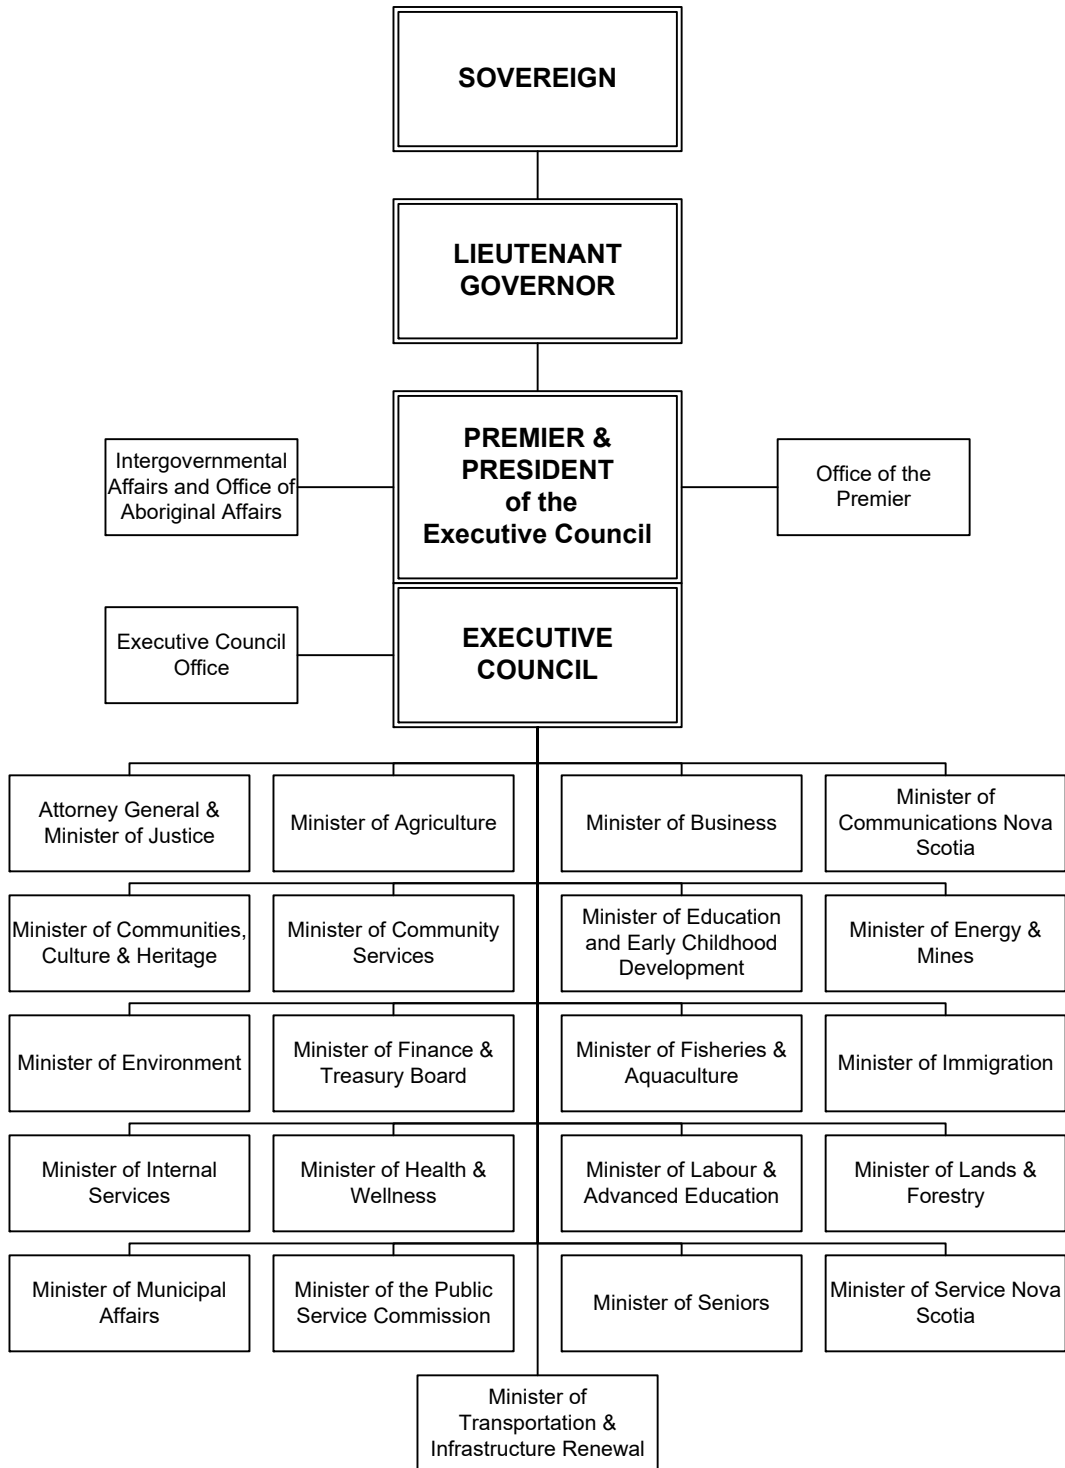 SOVEREIGN
LIEUTENANT
GOVERNOR
PREMIER &
PRESIDENT
of the
Executive Council
Intergovernmental
Affairs and Office of
Aboriginal Affairs
Office of the
Premier
Executive Council
Office
EXECUTIVE
COUNCIL
Attorney General &
Minister of Justice
Minister of Agriculture
Minister of Business
Minister of
Communications Nova
Scotia
Minister of Communities,
Culture & Heritage
Minister of Community
Services
Minister of Education
and Early Childhood
Development
Minister of Energy &
Mines
Minister of Environment
Minister of Finance &
Treasury Board
Minister of Fisheries &
Aquaculture
Minister of Immigration
Minister of Internal
Services
Minister of Health &
Wellness
Minister of Labour &
Advanced Education
Minister of Lands &
Forestry
Minister of Municipal
Affairs
Minister of the Public
Service Commission
Minister of Seniors
Minister of Service Nova
Scotia
Minister of
Transportation &
Infrastructure Renewal